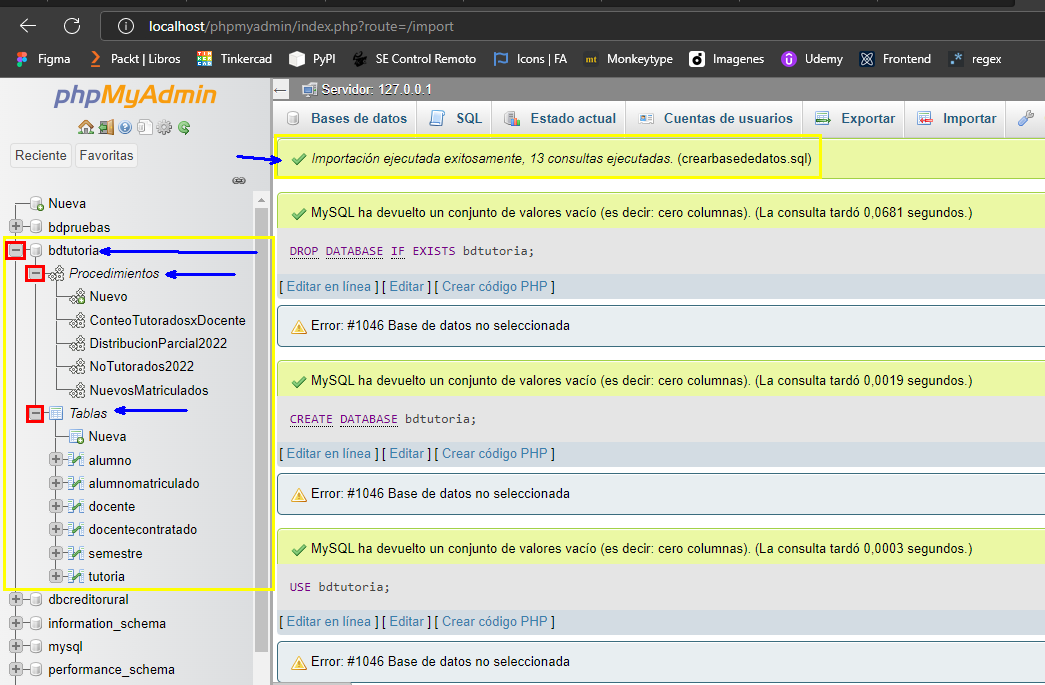 localhost/phpmyadmin/index.php?route=/import
Figma Packt | Libros Tinkercad PyPI SE Control Remoto Icons | FA mt Monkeytype Imagenes Udemy Frontend .* regex
phpMyAdmin
Reciente Favoritas
Nueva
bdpruebas
bdtutoria
Procedimientos
Nuevo
ConteoTutoradosxDocente
DistribucionParcial2022
NoTutorados2022
NuevosMatriculados
Tablas
Nueva
alumno
alumnomatriculado
docente
docentecontratado
semestre
tutoria
dbcreditorural
information_schema
mysql
performance_schema
Servidor: 127.0.0.1
Bases de datos SQL Estado actual Cuentas de usuarios Exportar Importar
Importación ejecutada exitosamente, 13 consultas ejecutadas. (crearbasededatos.sql)
MySQL ha devuelto un conjunto de valores vacío (es decir: cero columnas). (La consulta tardó 0,0681 segundos.)
DROP DATABASE IF EXISTS bdtutoria;
[ Editar en línea ] [ Editar ] [ Crear código PHP ]
Error: #1046 Base de datos no seleccionada
MySQL ha devuelto un conjunto de valores vacío (es decir: cero columnas). (La consulta tardó 0,0019 segundos.)
CREATE DATABASE bdtutoria;
[ Editar en línea ] [ Editar ] [ Crear código PHP ]
Error: #1046 Base de datos no seleccionada
MySQL ha devuelto un conjunto de valores vacío (es decir: cero columnas). (La consulta tardó 0,0003 segundos.)
USE bdtutoria;
[ Editar en línea ] [ Editar ] [ Crear código PHP ]
Error: #1046 Base de datos no seleccionada